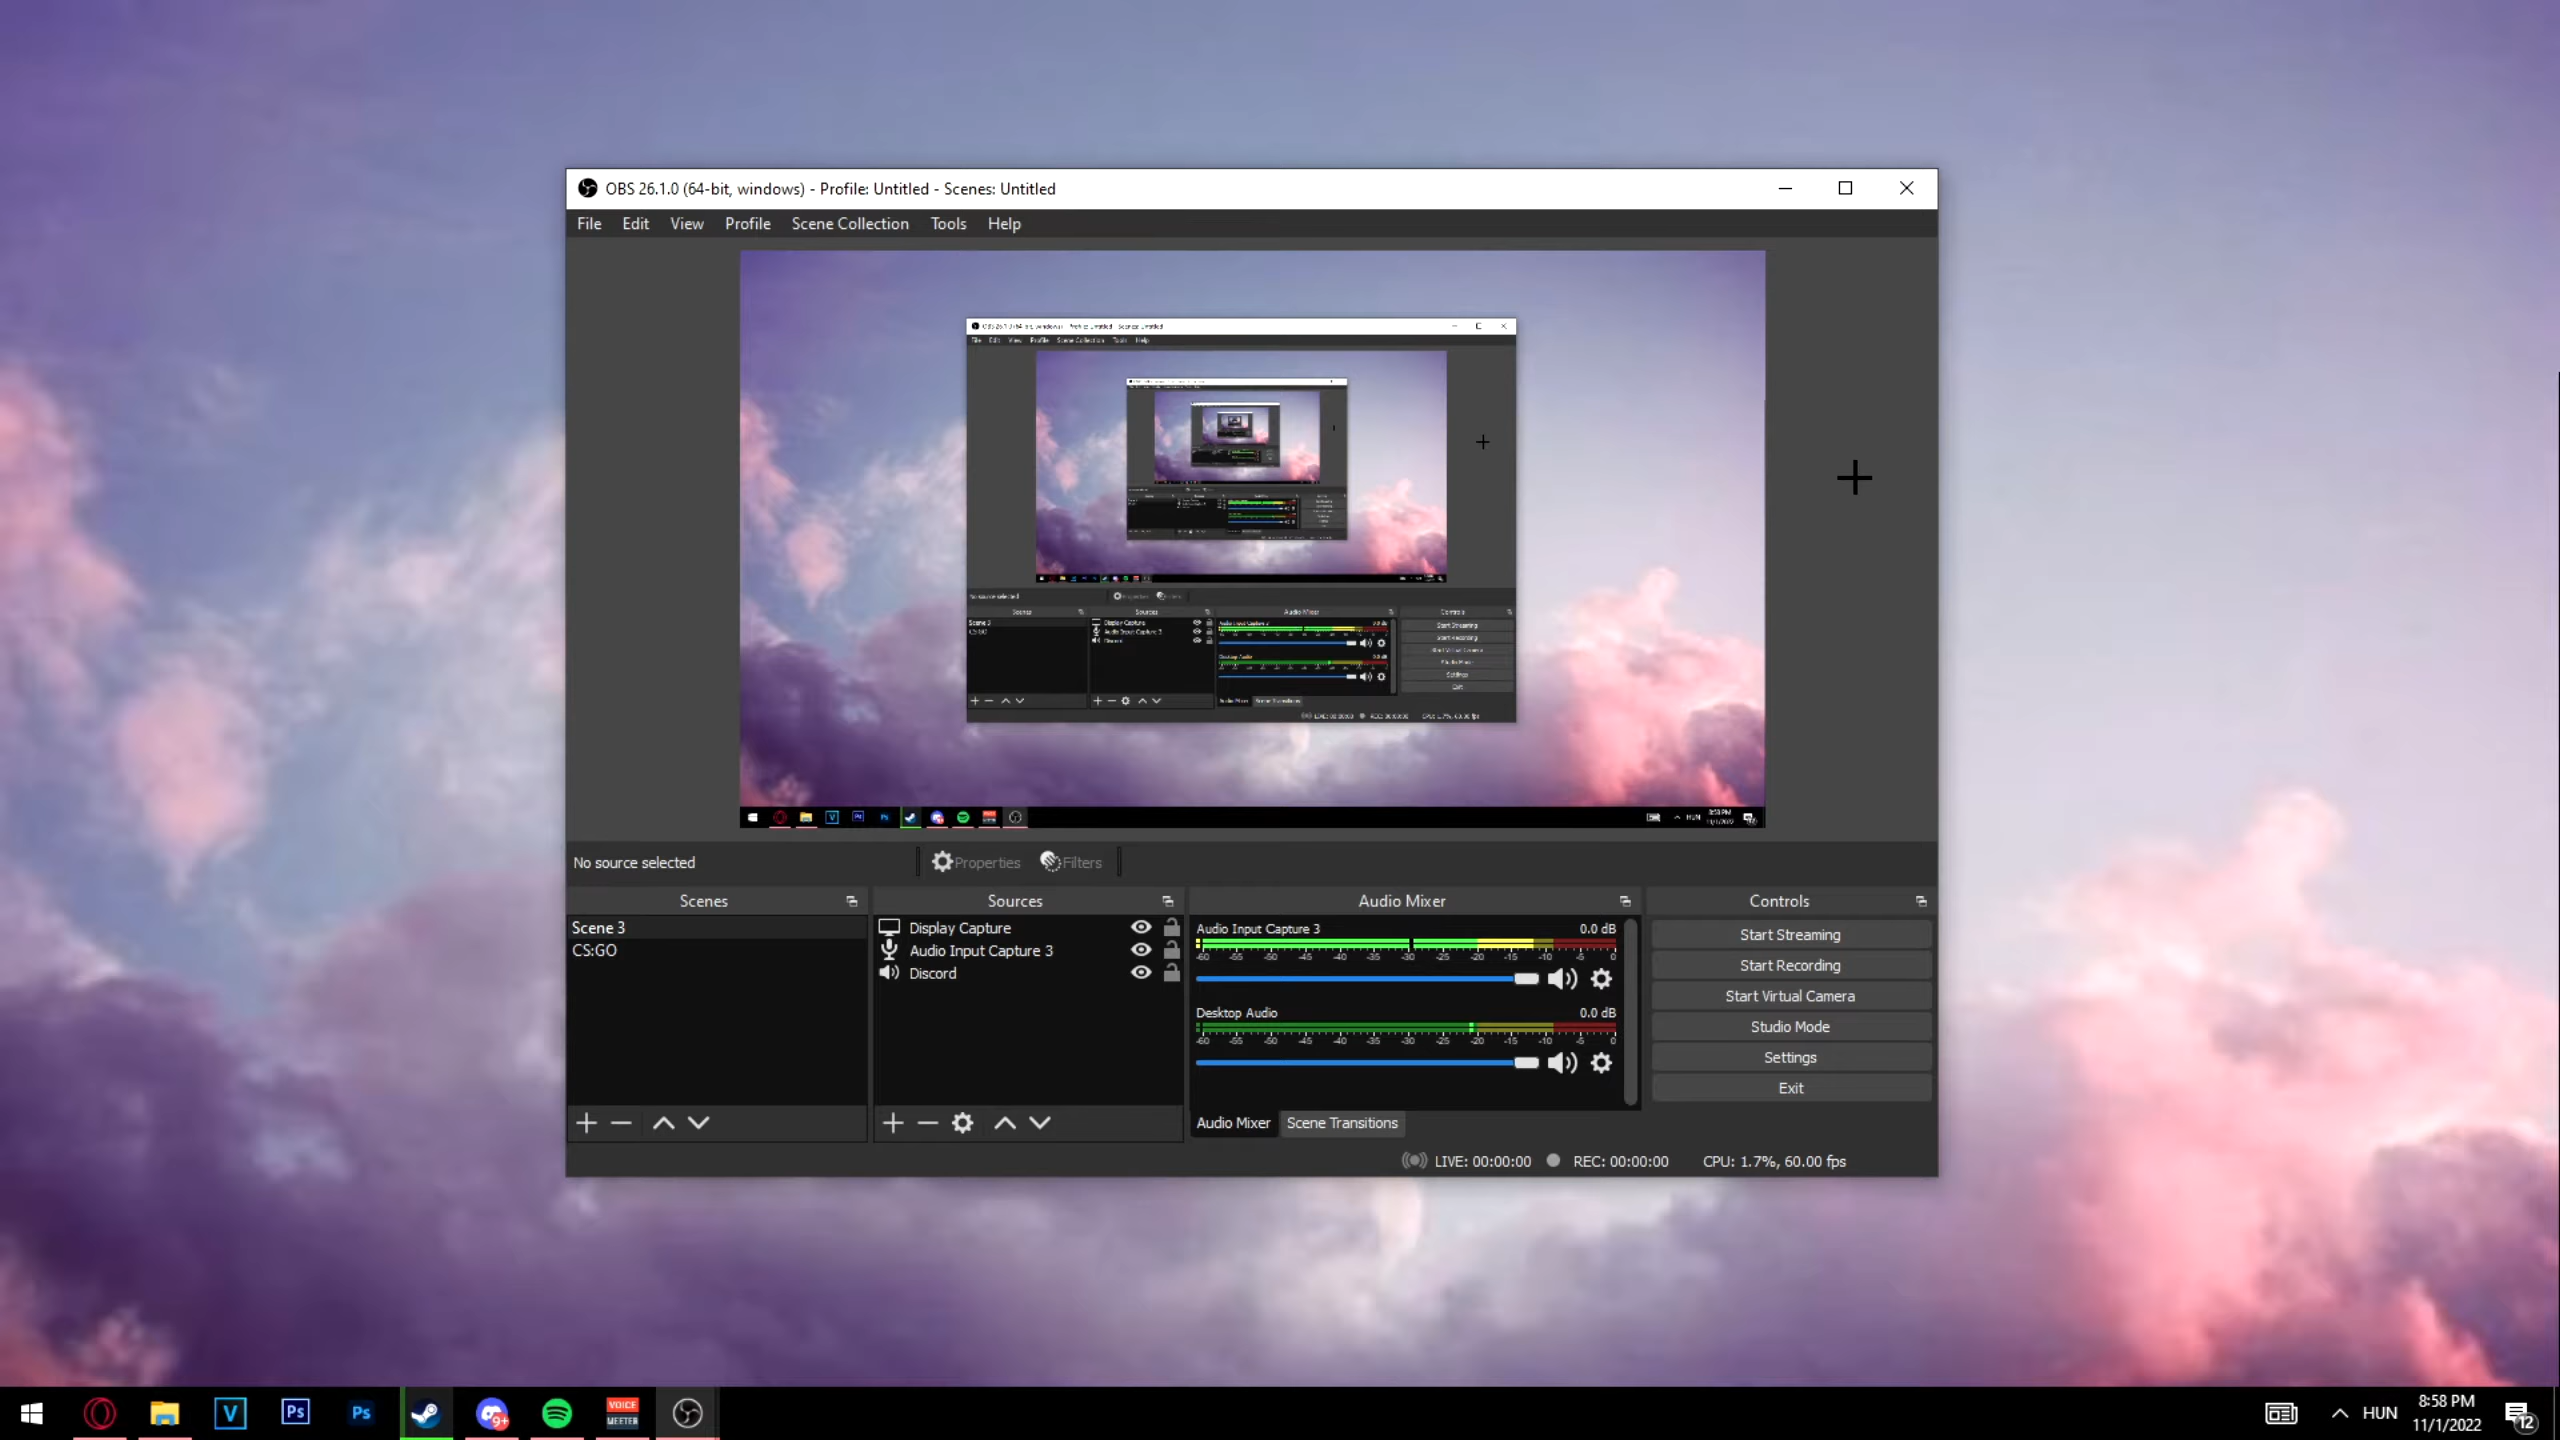 OBS 26.1.0 (64-bit, windows) - Profile: Untitled - Scenes: Untitled
File Edit View Profile Scene Collection Tools Help
No source selected Properties Filters
Scenes Sources Audio Mixer Controls
Scene 3
CS:GO
Display Capture
Audio Input Capture 3
Discord
Audio Input Capture 3 0.0 dB
-60 -55 -50 -45 -40 -35 -30 -25 -20 -15 -10 -5 0
Desktop Audio 0.0 dB
-60 -55 -50 -45 -40 -35 -30 -25 -20 -15 -10 -5 0
Audio Mixer Scene Transitions
Start Streaming
Start Recording
Start Virtual Camera
Studio Mode
Settings
Exit
LIVE: 00:00:00 REC: 00:00:00 CPU: 1.7%, 60.00 fps
V Ps Ps 9+ VOICE
MEETER
HUN
8:58 PM
11/1/2022
12